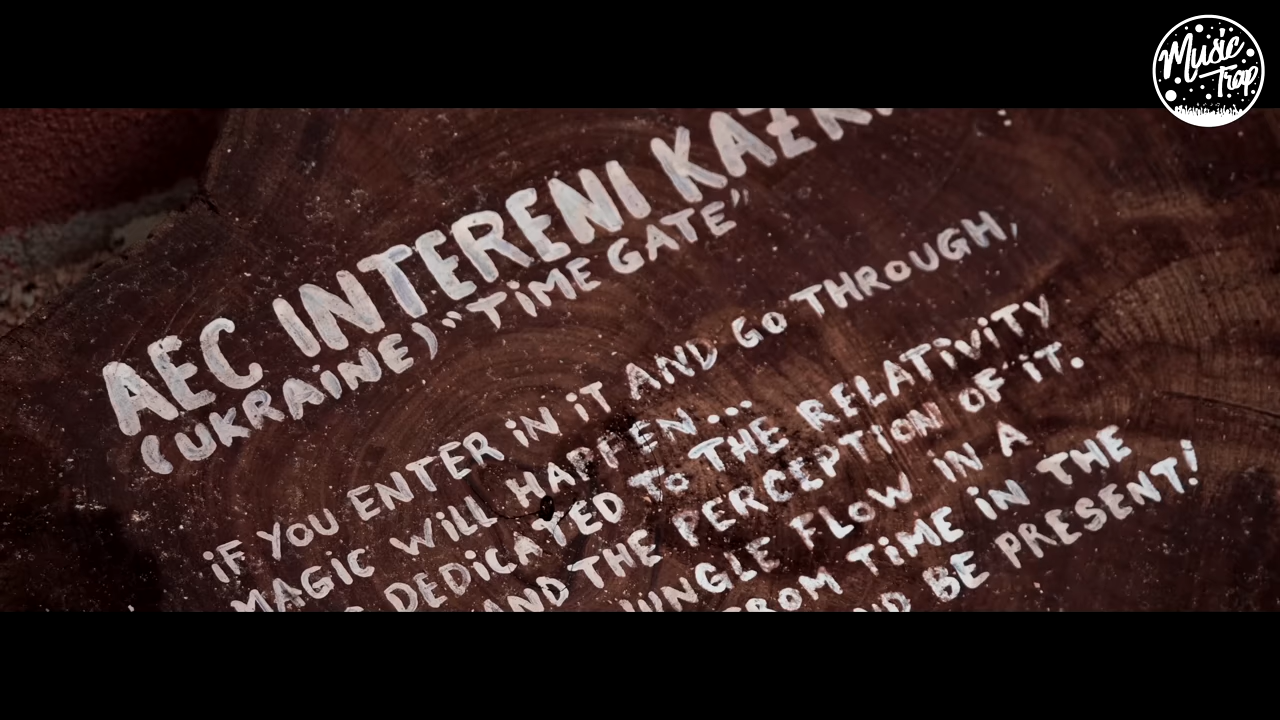 Music
Trap
AEC INTERENI KAZKI
(UKRAINE) "TIME GATE"
IF YOU ENTER IN IT AND GO THROUGH,
MAGIC WILL HAPPEN...
DEDICATED TO THE RELATIVITY
AND THE PERCEPTION OF IT.
JUNGLE FLOW IN A
FROM TIME IN THE
AND BE PRESENT!